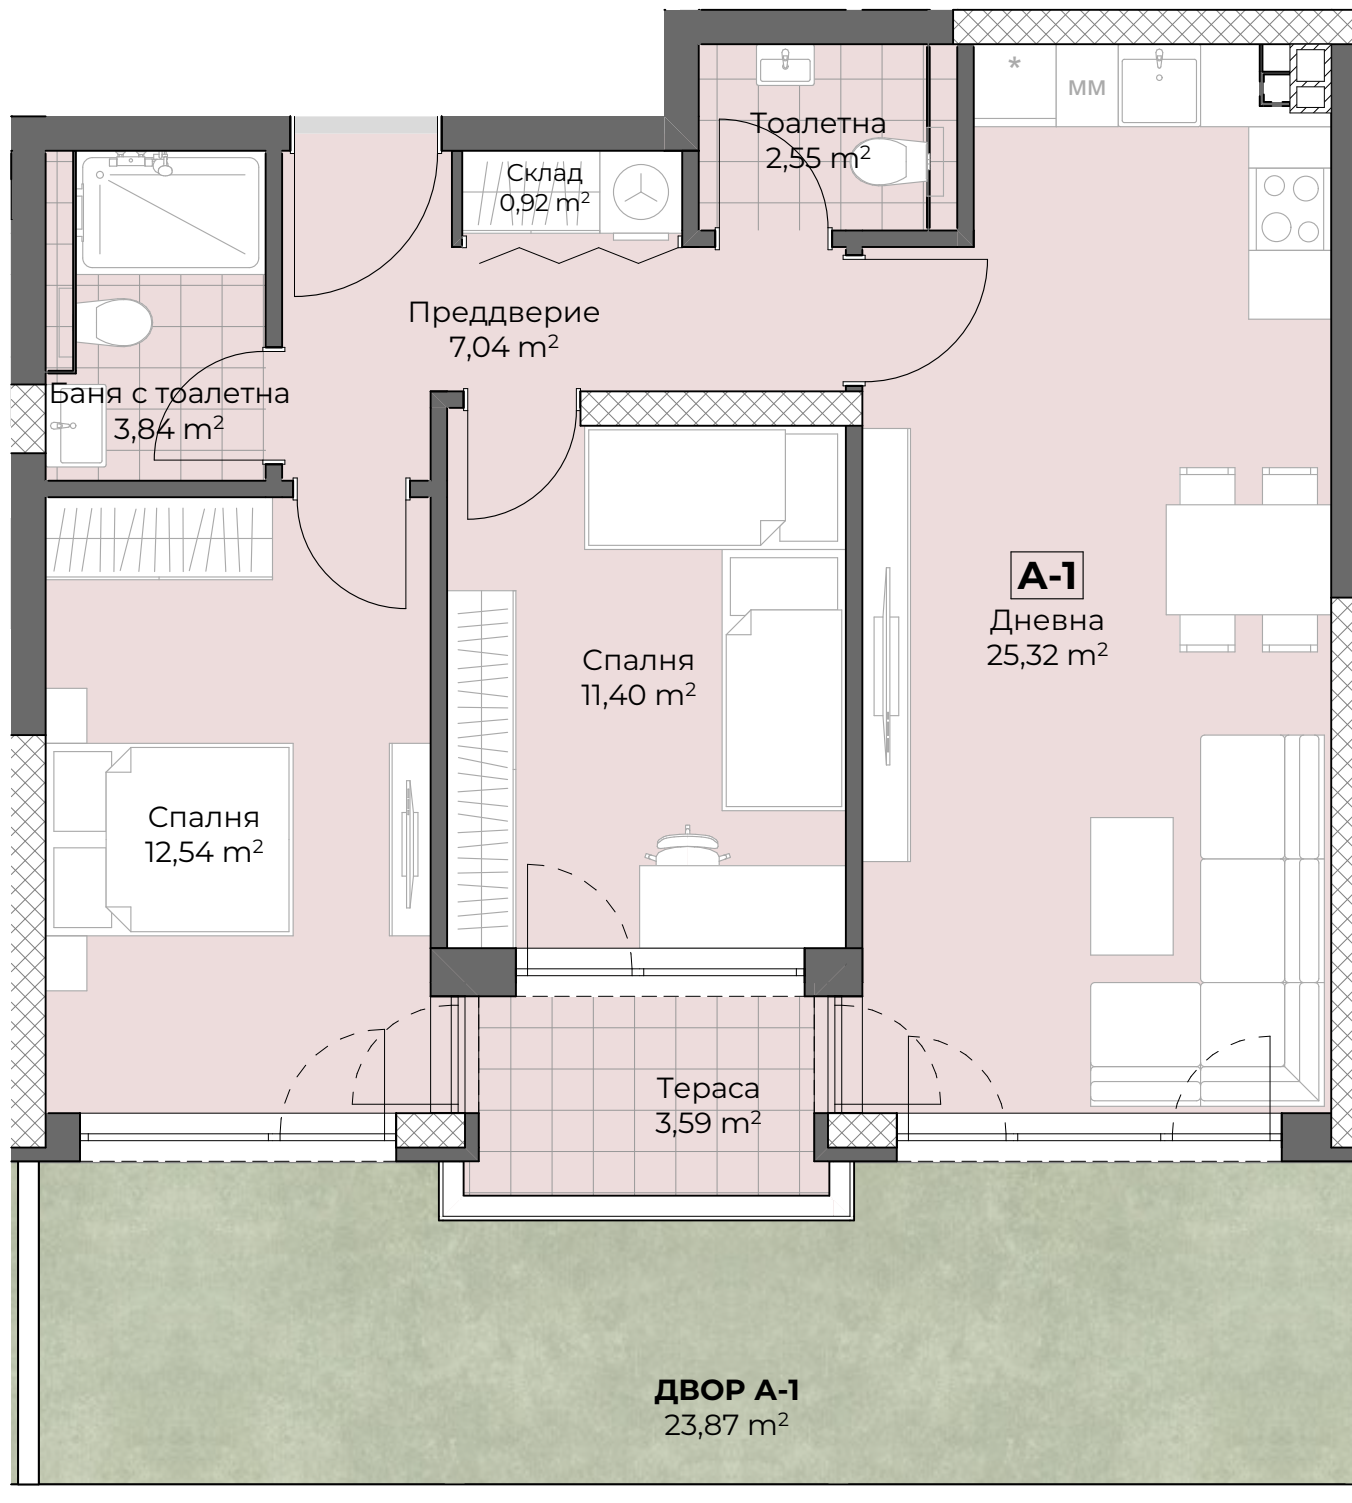 *
мм
Тоалетна
2,55 m²
Склад
0,92 m²
Преддверие
7,04 m²
Баня с тоалетна
3,84 m²
А-1
Дневна
25,32 m²
Спалня
11,40 m²
Спалня
12,54 m²
Тераса
3,59 m²
ДВОР А-1
23,87 m²